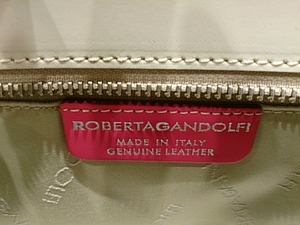 ROBERTAGANDOLFI
MADE IN ITALY
GENUINE LEATHER